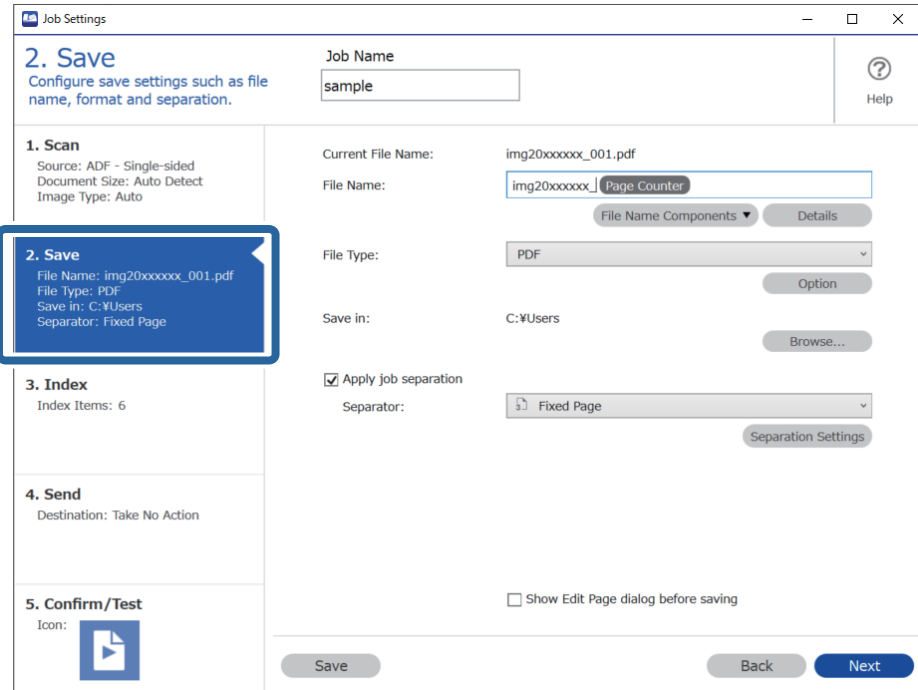 Job Settings
2. Save
Configure save settings such as file
name, format and separation.
Job Name
sample
Help
1. Scan
Source: ADF - Single-sided
Document Size: Auto Detect
Image Type: Auto
2. Save
File Name: img20xxxxxx_001.pdf
File Type: PDF
Save in: C:¥Users
Separator: Fixed Page
3. Index
Index Items: 6
4. Send
Destination: Take No Action
5. Confirm/Test
Icon:
Current File Name: img20xxxxxx_001.pdf
File Name: img20xxxxxx_ Page Counter
File Name Components ▼ Details
File Type: PDF
Option
Save in: C:¥Users
Browse...
Apply job separation
Separator: 3 Fixed Page
Separation Settings
Show Edit Page dialog before saving
Save Back Next